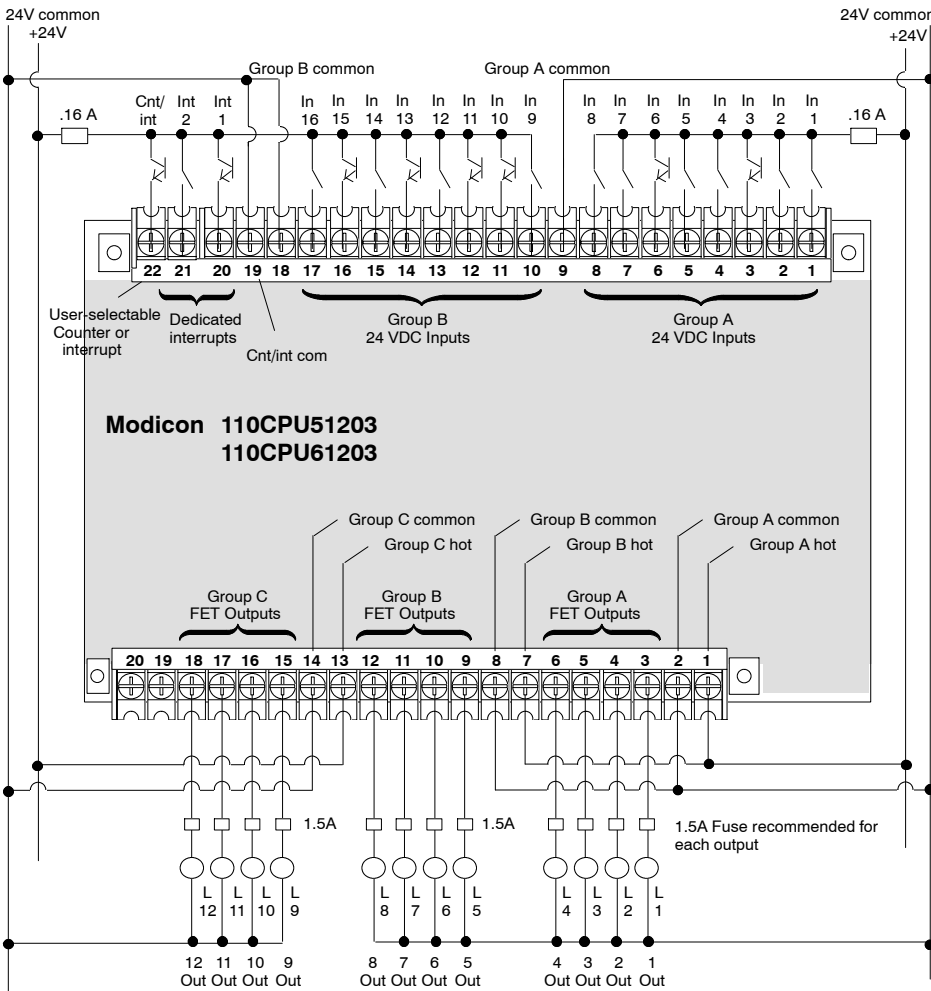 24V common
24V common
+24V
+24V
Group B common
Group A common
Cnt/ int
Int 2
Int 1
In 16
In 15
In 14
In 13
In 12
In 11
In 10
In 9
In 8
In 7
In 6
In 5
In 4
In 3
In 2
In 1
.16 A
.16 A
22 21 20 19 18 17 16 15 14 13 12 11 10 9 8 7 6 5 4 3 2 1
User-selectable
Counter or
interrupt
Dedicated
interrupts
Cnt/int com
Group B
24 VDC Inputs
Group A
24 VDC Inputs
Modicon 110CPU51203
110CPU61203
Group C common
Group B common
Group A common
Group C hot
Group B hot
Group A hot
Group C
FET Outputs
Group B
FET Outputs
Group A
FET Outputs
20 19 18 17 16 15 14 13 12 11 10 9 8 7 6 5 4 3 2 1
1.5A
1.5A
1.5A Fuse recommended for
each output
L 12
L 11
L 10
L 9
L 8
L 7
L 6
L 5
L 4
L 3
L 2
L 1
12 11 10 9 8 7 6 5 4 3 2 1
Out Out Out Out Out Out Out Out Out Out Out Out